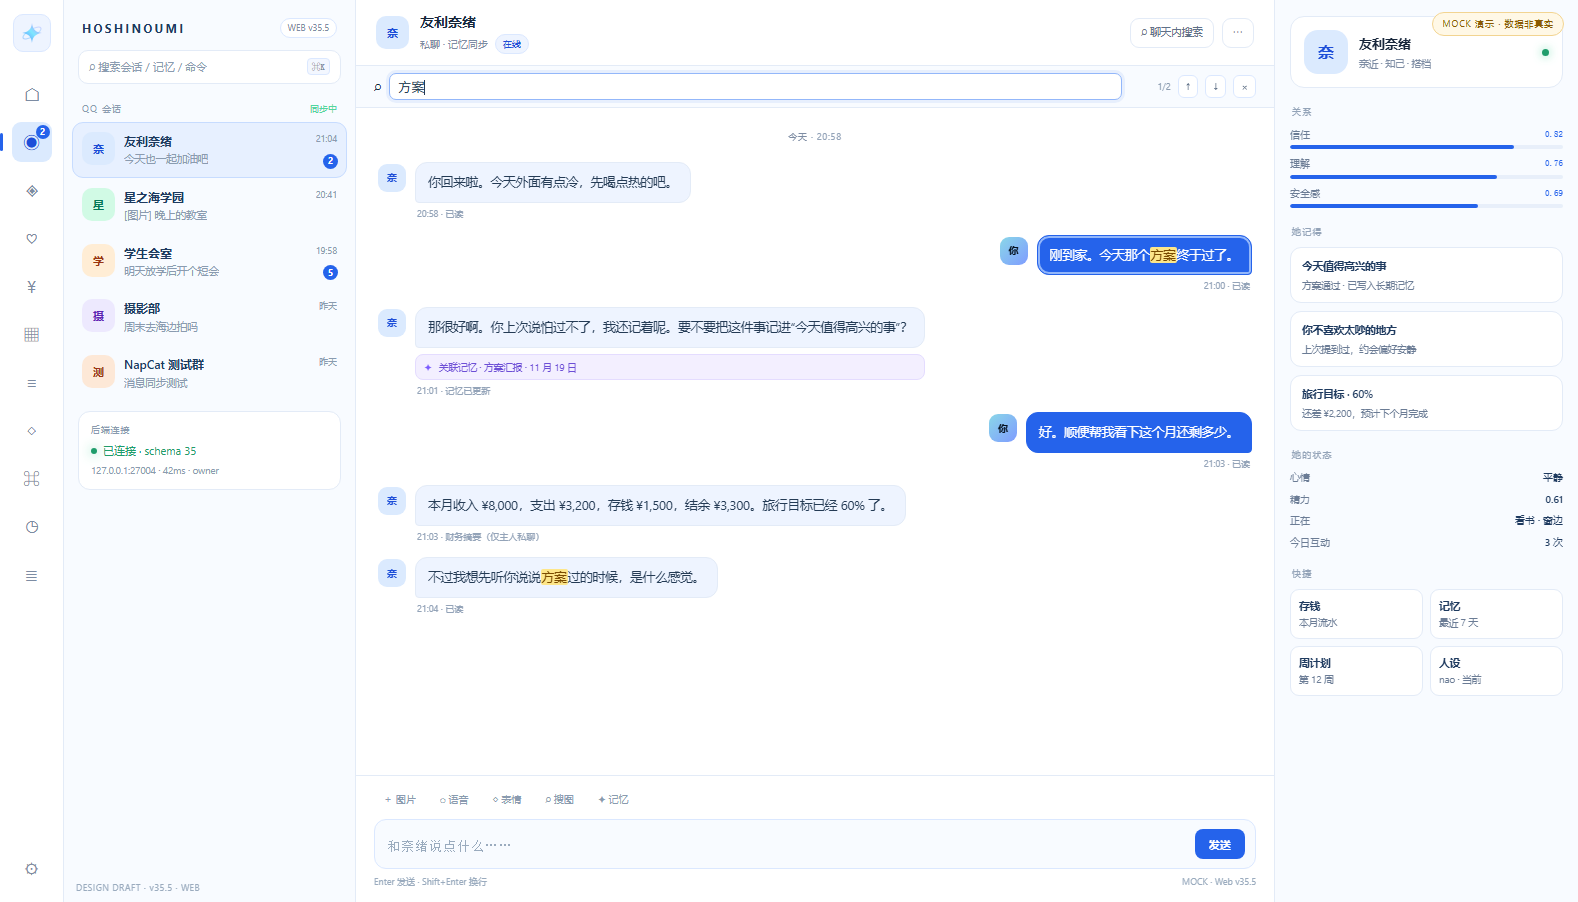 HOSHINOUMI
WEB v35.5
搜索会话 / 记忆 / 命令
⌘K
QQ 会话
同步中
2
奈
友利奈绪
21:04
今天也一起加油吧
2
星
星之海学园
20:41
[图片] 晚上的教室
学
学生会室
19:58
明天放学后开个短会
5
摄
摄影部
昨天
周末去海边拍吗
测
NapCat 测试群
昨天
消息同步测试
后端连接
已连接 · schema 35
127.0.0.1:27004 · 42ms · owner
DESIGN DRAFT · v35.5 · WEB
奈
友利奈绪
私聊 · 记忆同步
在线
聊天内搜索
···
方案
1/2
↑
↓
×
今天 · 20:58
奈
你回来啦。今天外面有点冷，先喝点热的吧。
20:58 · 已读
你
刚到家。今天那个方案终于过了。
21:00 · 已读
奈
那很好啊。你上次说怕过不了，我还记着呢。要不要把这件事记进“今天值得高兴的事”？
✦ 关联记忆 · 方案汇报 · 11 月 19 日
21:01 · 记忆已更新
你
好。顺便帮我看下这个月还剩多少。
21:03 · 已读
奈
本月收入 ¥8,000，支出 ¥3,200，存钱 ¥1,500，结余 ¥3,300。旅行目标已经 60% 了。
21:03 · 财务摘要（仅主人私聊）
奈
不过我想先听你说说方案过的时候，是什么感觉。
21:04 · 已读
+ 图片
○ 语音
◇ 表情
搜图
✦ 记忆
和奈绪说点什么……
发送
Enter 发送 · Shift+Enter 换行
MOCK · Web v35.5
MOCK 演示 · 数据非真实
奈
友利奈绪
亲近 · 知己 · 搭档
关系
信任
0.82
理解
0.76
安全感
0.69
她记得
今天值得高兴的事
方案通过 · 已写入长期记忆
你不喜欢太吵的地方
上次提到过，约会偏好安静
旅行目标 · 60%
还差 ¥2,200，预计下个月完成
她的状态
心情
平静
精力
0.61
正在
看书 · 窗边
今日互动
3 次
快捷
存钱
本月流水
记忆
最近 7 天
周计划
第 12 周
人设
nao · 当前